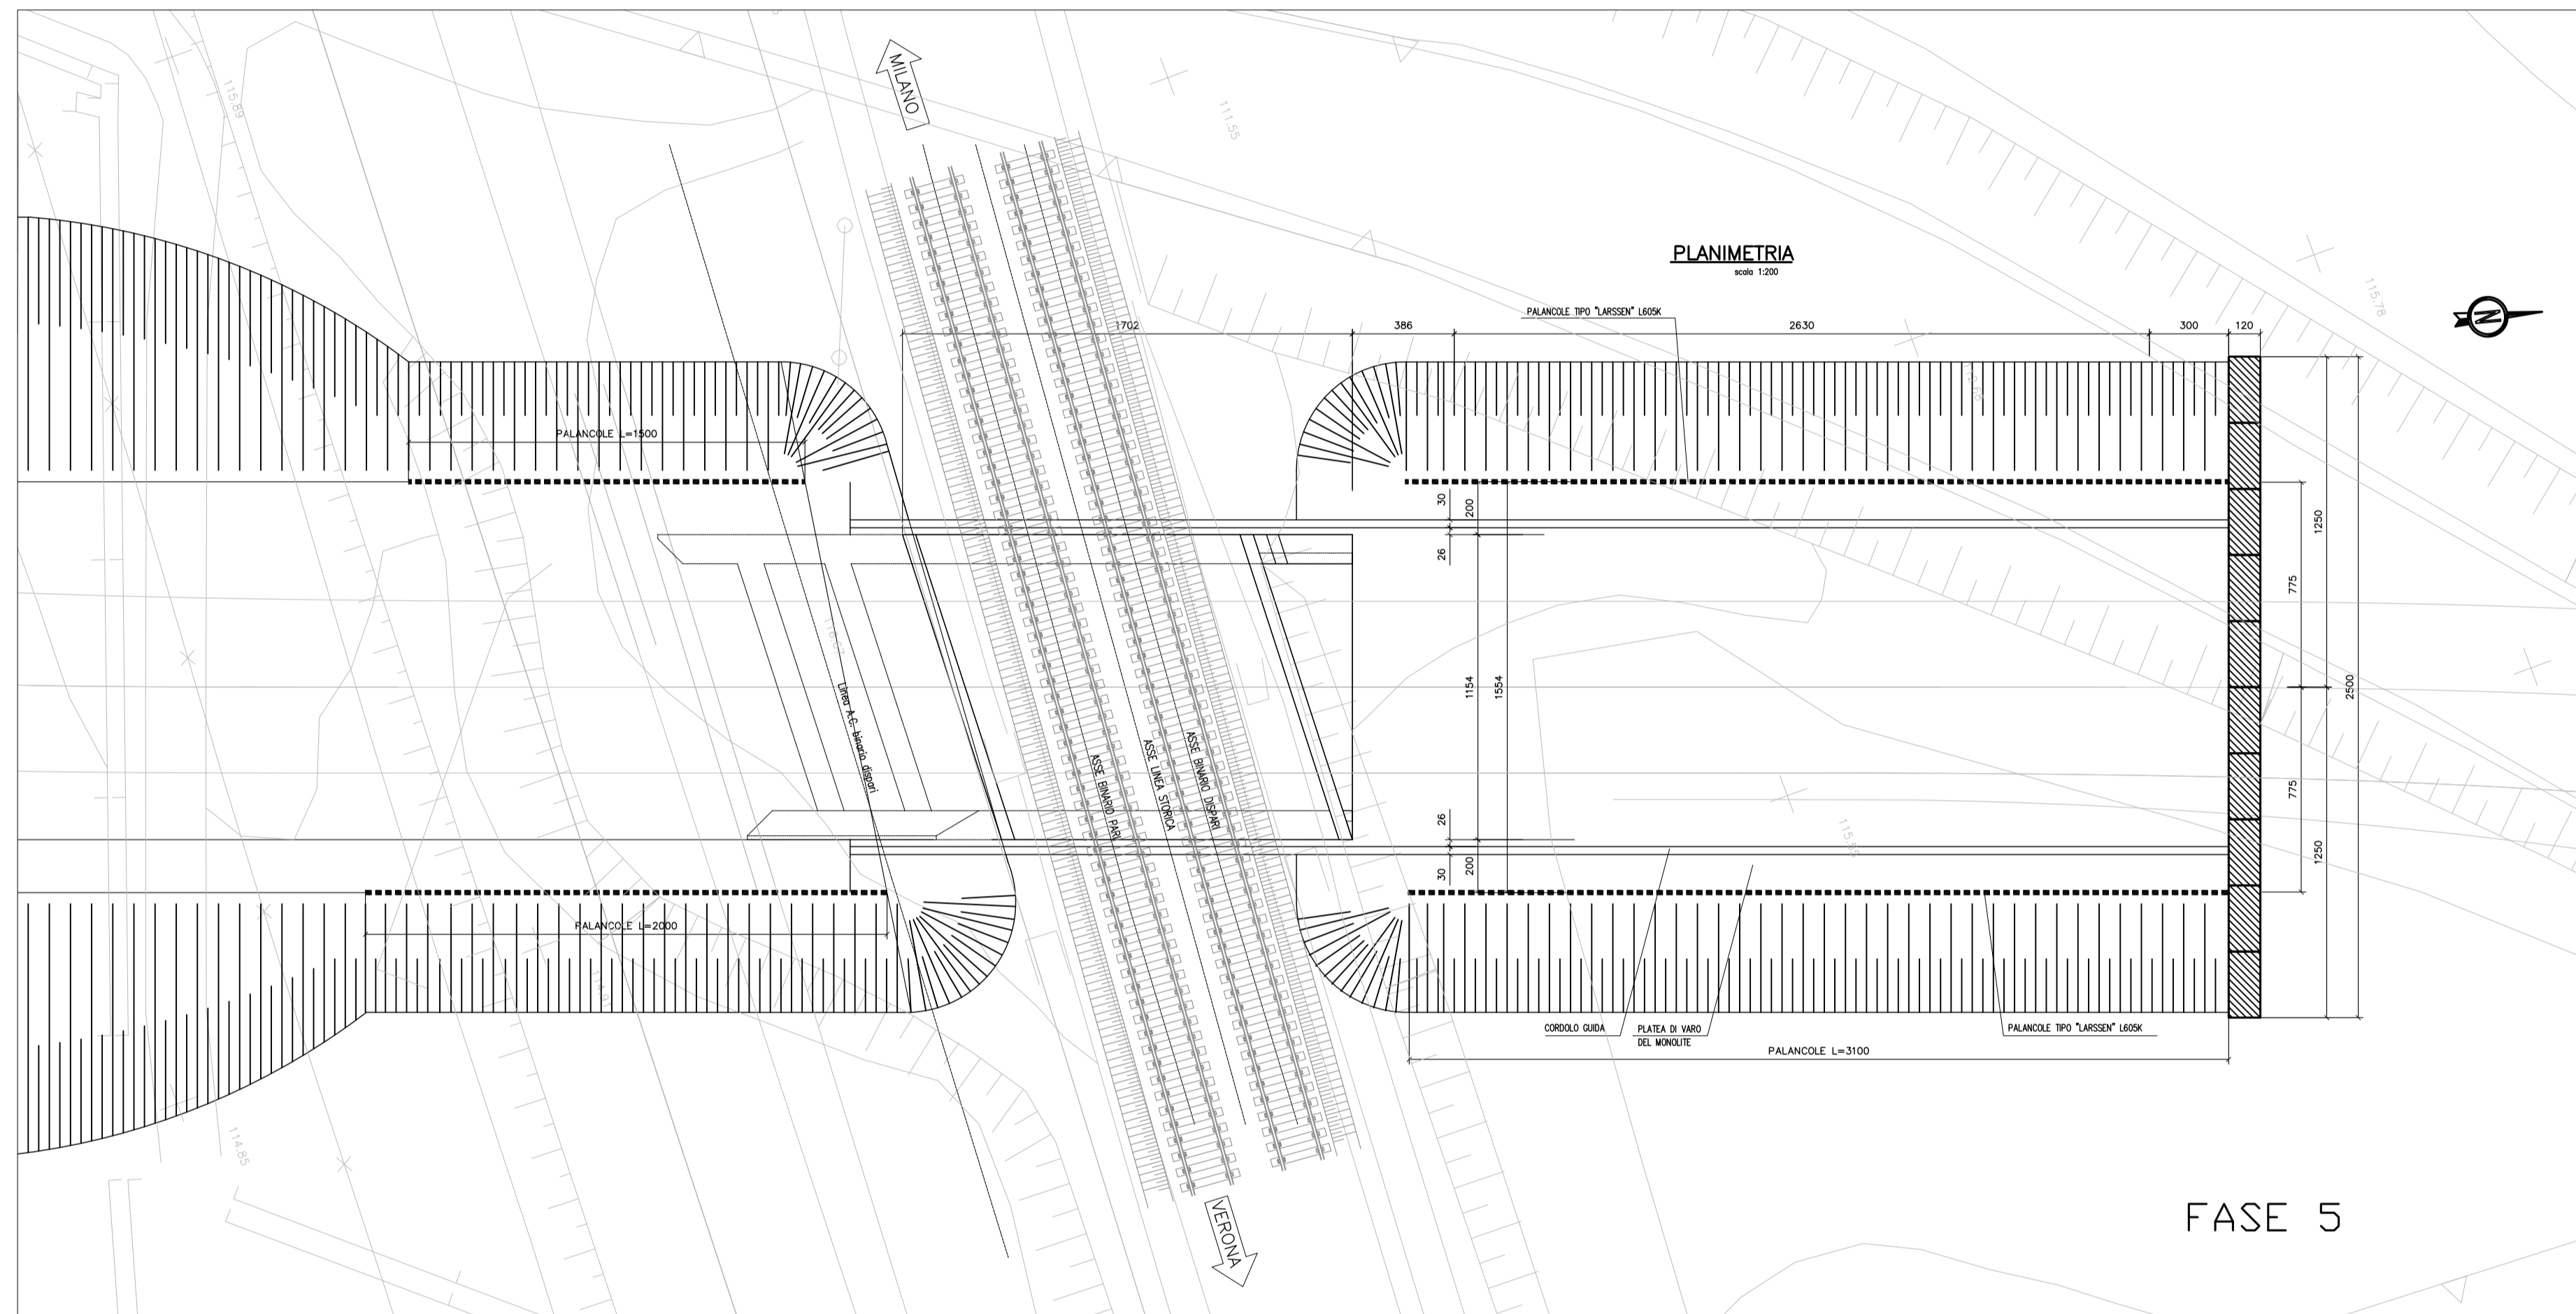 MILANO
115.89
111.55
PLANIMETRIA
scala 1:200
115.78
N
PALANCOLE TIPO "LARSSEN" L605K
1702
386
2630
300
120
PALANCOLE L=1500
30
200
26
1250
775
2500
1154
1554
Linea A.C. binario dispari
ASSE BINARIO PARI
ASSE LINEA STORICA
ASSE BINARIO DISPARI
775
1250
26
30
200
PALANCOLE L=2000
CORDOLO GUIDA
PLATEA DI VARO
DEL MONOLITE
PALANCOLE TIPO "LARSSEN" L605K
PALANCOLE L=3100
114.85
VERONA
FASE 5